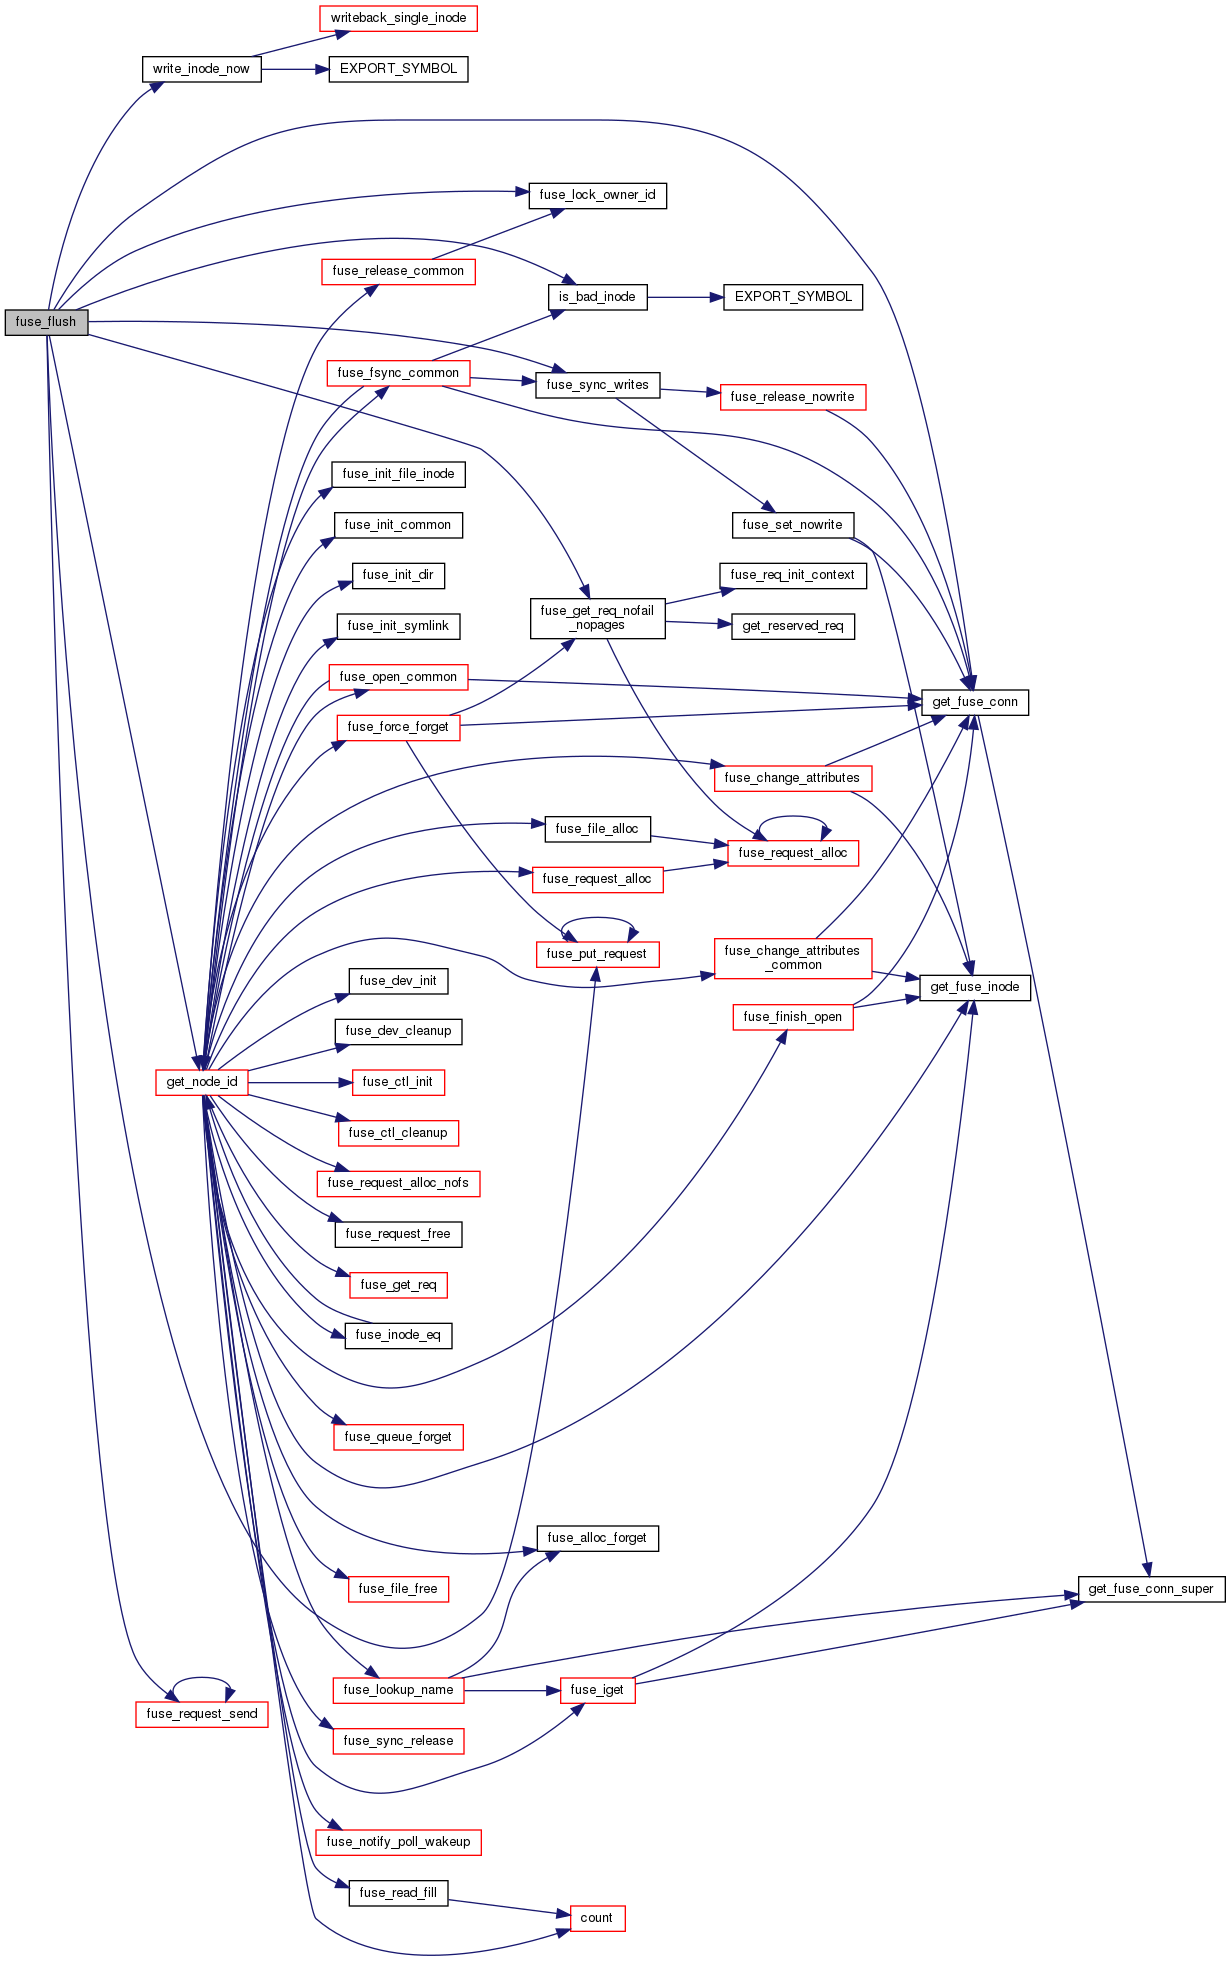 writeback_single_inode
write_inode_now
EXPORT_SYMBOL
fuse_lock_owner_id
fuse_release_common
is_bad_inode
EXPORT_SYMBOL
fuse_flush
fuse_fsync_common
fuse_sync_writes
fuse_release_nowrite
fuse_init_file_inode
fuse_init_common
fuse_set_nowrite
fuse_init_dir
fuse_req_init_context
fuse_get_req_nofail
_nopages
fuse_init_symlink
get_reserved_req
fuse_open_common
get_fuse_conn
fuse_force_forget
fuse_change_attributes
fuse_file_alloc
fuse_request_alloc
fuse_request_alloc
fuse_put_request
fuse_change_attributes
_common
fuse_dev_init
get_fuse_inode
fuse_finish_open
fuse_dev_cleanup
get_node_id
fuse_ctl_init
fuse_ctl_cleanup
fuse_request_alloc_nofs
fuse_request_free
fuse_get_req
fuse_inode_eq
fuse_queue_forget
fuse_alloc_forget
fuse_file_free
get_fuse_conn_super
fuse_lookup_name
fuse_iget
fuse_request_send
fuse_sync_release
fuse_notify_poll_wakeup
fuse_read_fill
count